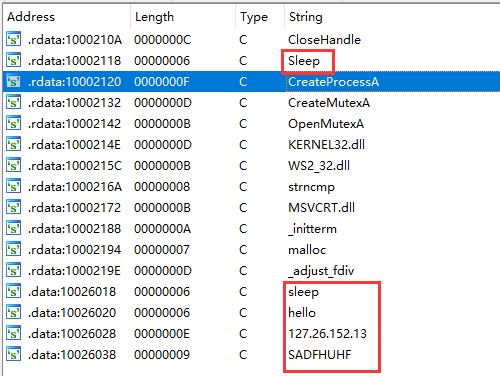 Address Length Type String
.rdata:1000210A 0000000C C CloseHandle
.rdata:10002118 00000006 C Sleep
.rdata:10002120 0000000F C CreateProcessA
.rdata:10002132 0000000D C CreateMutexA
.rdata:10002142 0000000B C OpenMutexA
.rdata:1000214E 0000000D C KERNEL32.dll
.rdata:1000215C 0000000B C WS2_32.dll
.rdata:1000216A 00000008 C strncmp
.rdata:10002172 0000000B C MSVCRT.dll
.rdata:10002188 0000000A C _initterm
.rdata:10002194 00000007 C malloc
.rdata:1000219E 0000000D C _adjust_fdiv
.data:10026018 00000006 C sleep
.data:10026020 00000006 C hello
.data:10026028 0000000E C 127.26.152.13
.data:10026038 00000009 C SADFHUHF